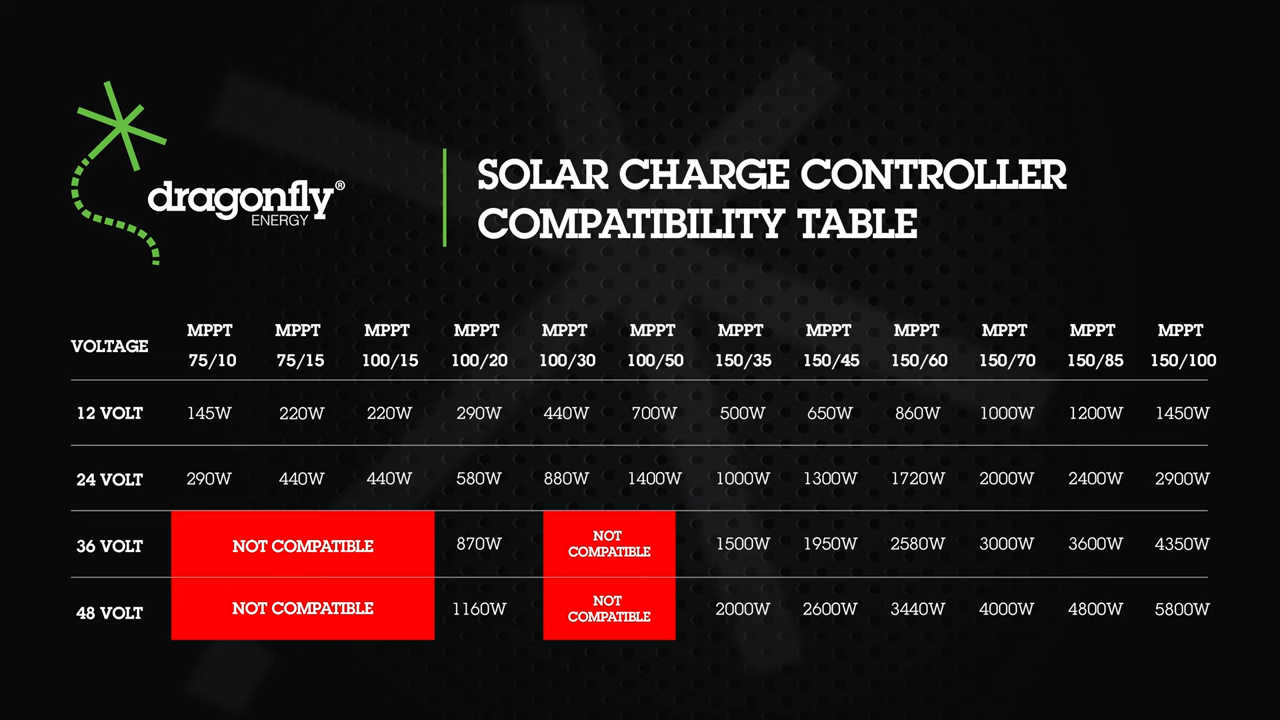 dragonfly®
ENERGY
SOLAR CHARGE CONTROLLER
COMPATIBILITY TABLE
VOLTAGE MPPT 75/10 MPPT 75/15 MPPT 100/15 MPPT 100/20 MPPT 100/30 MPPT 100/50 MPPT 150/35 MPPT 150/45 MPPT 150/60 MPPT 150/70 MPPT 150/85 MPPT 150/100
12 VOLT 145W 220W 220W 290W 440W 700W 500W 650W 860W 1000W 1200W 1450W
24 VOLT 290W 440W 440W 580W 880W 1400W 1000W 1300W 1720W 2000W 2400W 2900W
36 VOLT NOT COMPATIBLE 870W NOT COMPATIBLE 1500W 1950W 2580W 3000W 3600W 4350W
48 VOLT NOT COMPATIBLE 1160W NOT COMPATIBLE 2000W 2600W 3440W 4000W 4800W 5800W